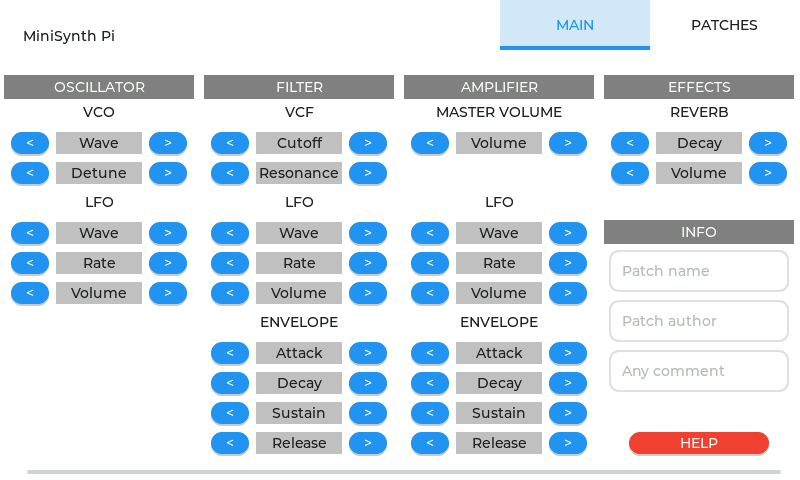 MiniSynth Pi
MAIN
PATCHES
OSCILLATOR
VCO
< Wave >
< Detune >
LFO
< Wave >
< Rate >
< Volume >
FILTER
VCF
< Cutoff >
< Resonance >
LFO
< Wave >
< Rate >
< Volume >
ENVELOPE
< Attack >
< Decay >
< Sustain >
< Release >
AMPLIFIER
MASTER VOLUME
< Volume >
LFO
< Wave >
< Rate >
< Volume >
ENVELOPE
< Attack >
< Decay >
< Sustain >
< Release >
EFFECTS
REVERB
< Decay >
< Volume >
INFO
Patch name
Patch author
Any comment
HELP